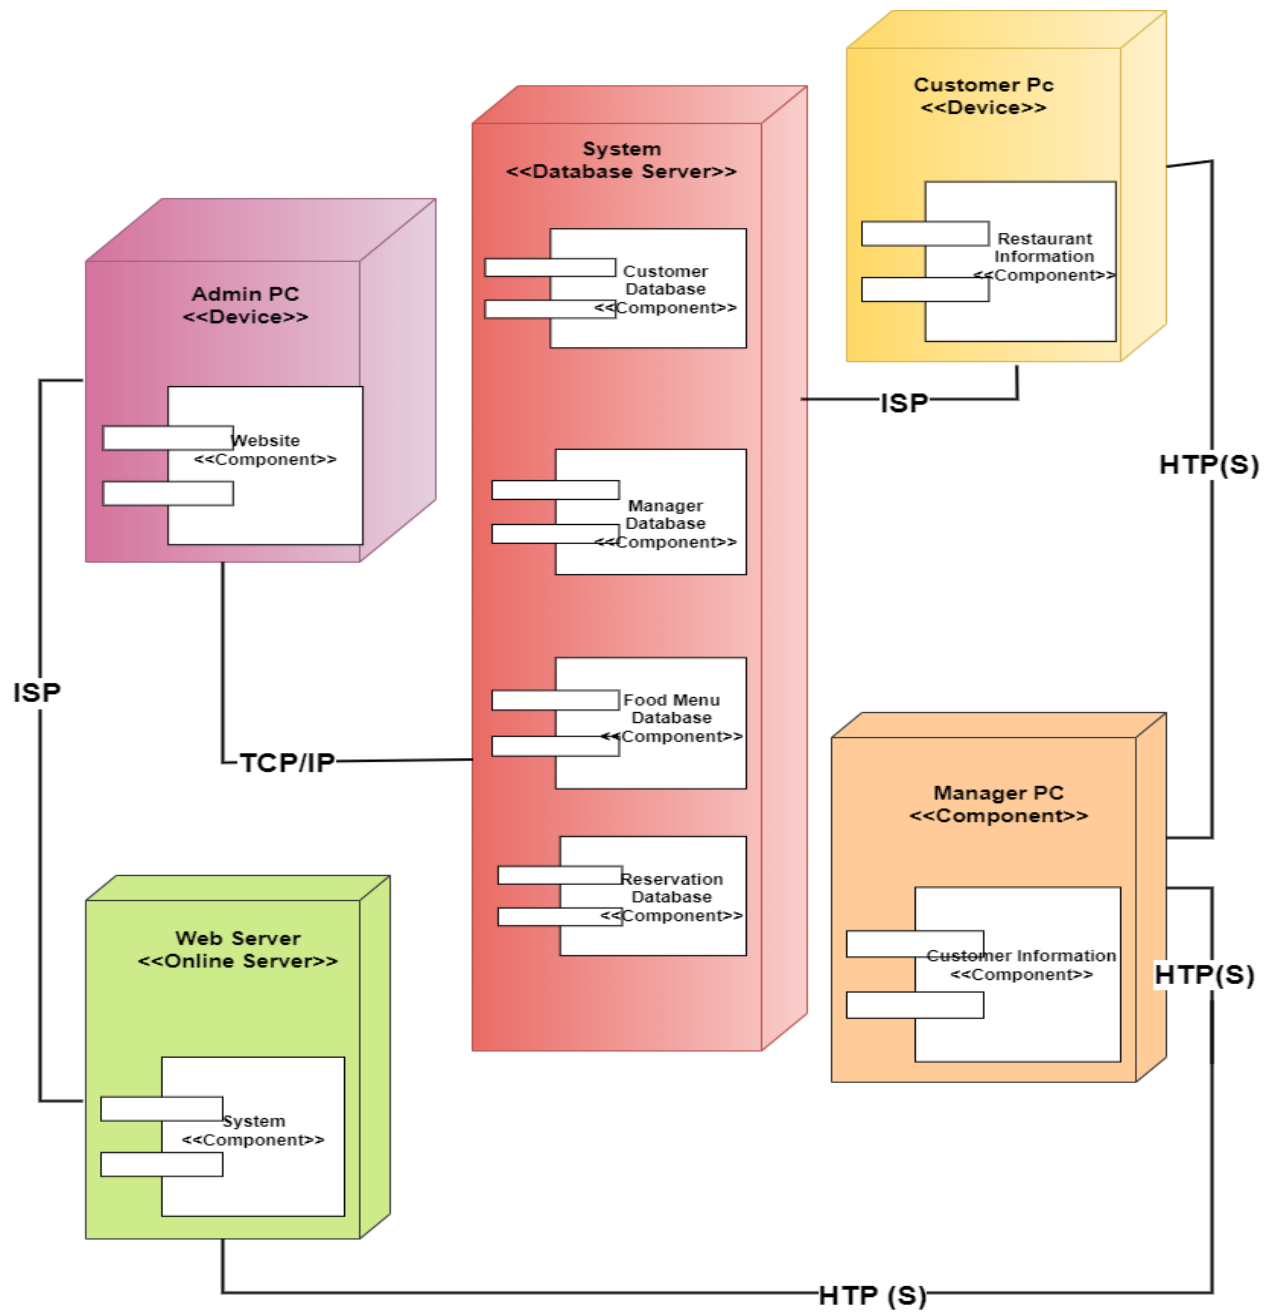 Customer Pc
<<Device>>
Restaurant
Information
<<Component>>
System
<<Database Server>>
Customer
Database
<<Component>>
Manager
Database
<<Component>>
Food Menu
Database
<<Component>>
Reservation
Database
<<Component>>
Admin PC
<<Device>>
Website
<<Component>>
ISP
HTP(S)
ISP
TCP/IP
Manager PC
<<Component>>
Customer Information
<<Component>>
HTP(S)
Web Server
<<Online Server>>
System
<<Component>>
HTP (S)